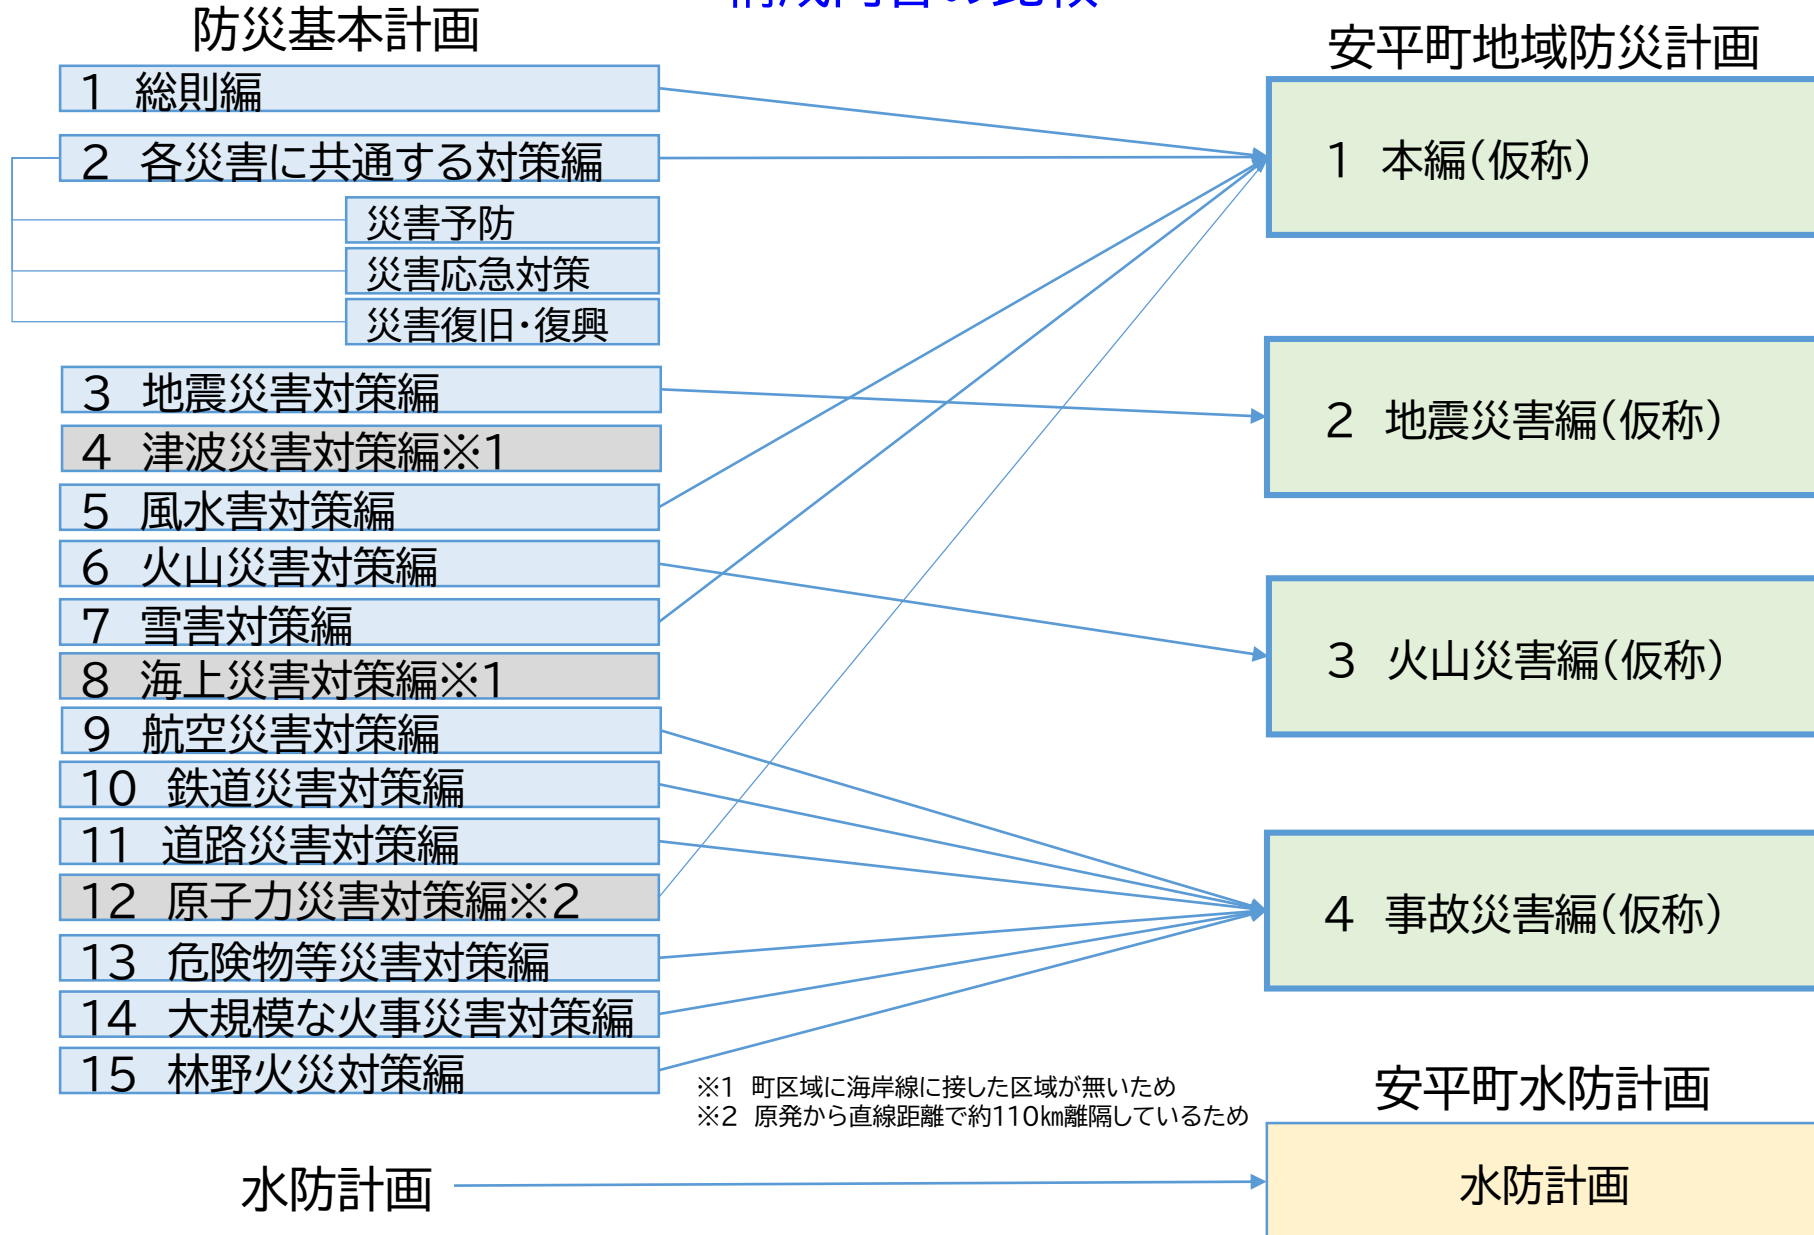 構成内容の比較
防災基本計画
1 総則編
2 各災害に共通する対策編
災害予防
災害応急対策
災害復旧・復興
3 地震災害対策編
4 津波災害対策編※1
5 風水害対策編
6 火山災害対策編
7 雪害対策編
8 海上災害対策編※1
9 航空災害対策編
10 鉄道災害対策編
11 道路災害対策編
12 原子力災害対策編※2
13 危険物等災害対策編
14 大規模な火事災害対策編
15 林野火災対策編
水防計画
※1 町区域に海岸線に接した区域が無いため
※2 原発から直線距離で約110㎞離隔しているため
安平町地域防災計画
1 本編(仮称)
2 地震災害編(仮称)
3 火山災害編(仮称)
4 事故災害編(仮称)
安平町水防計画
水防計画